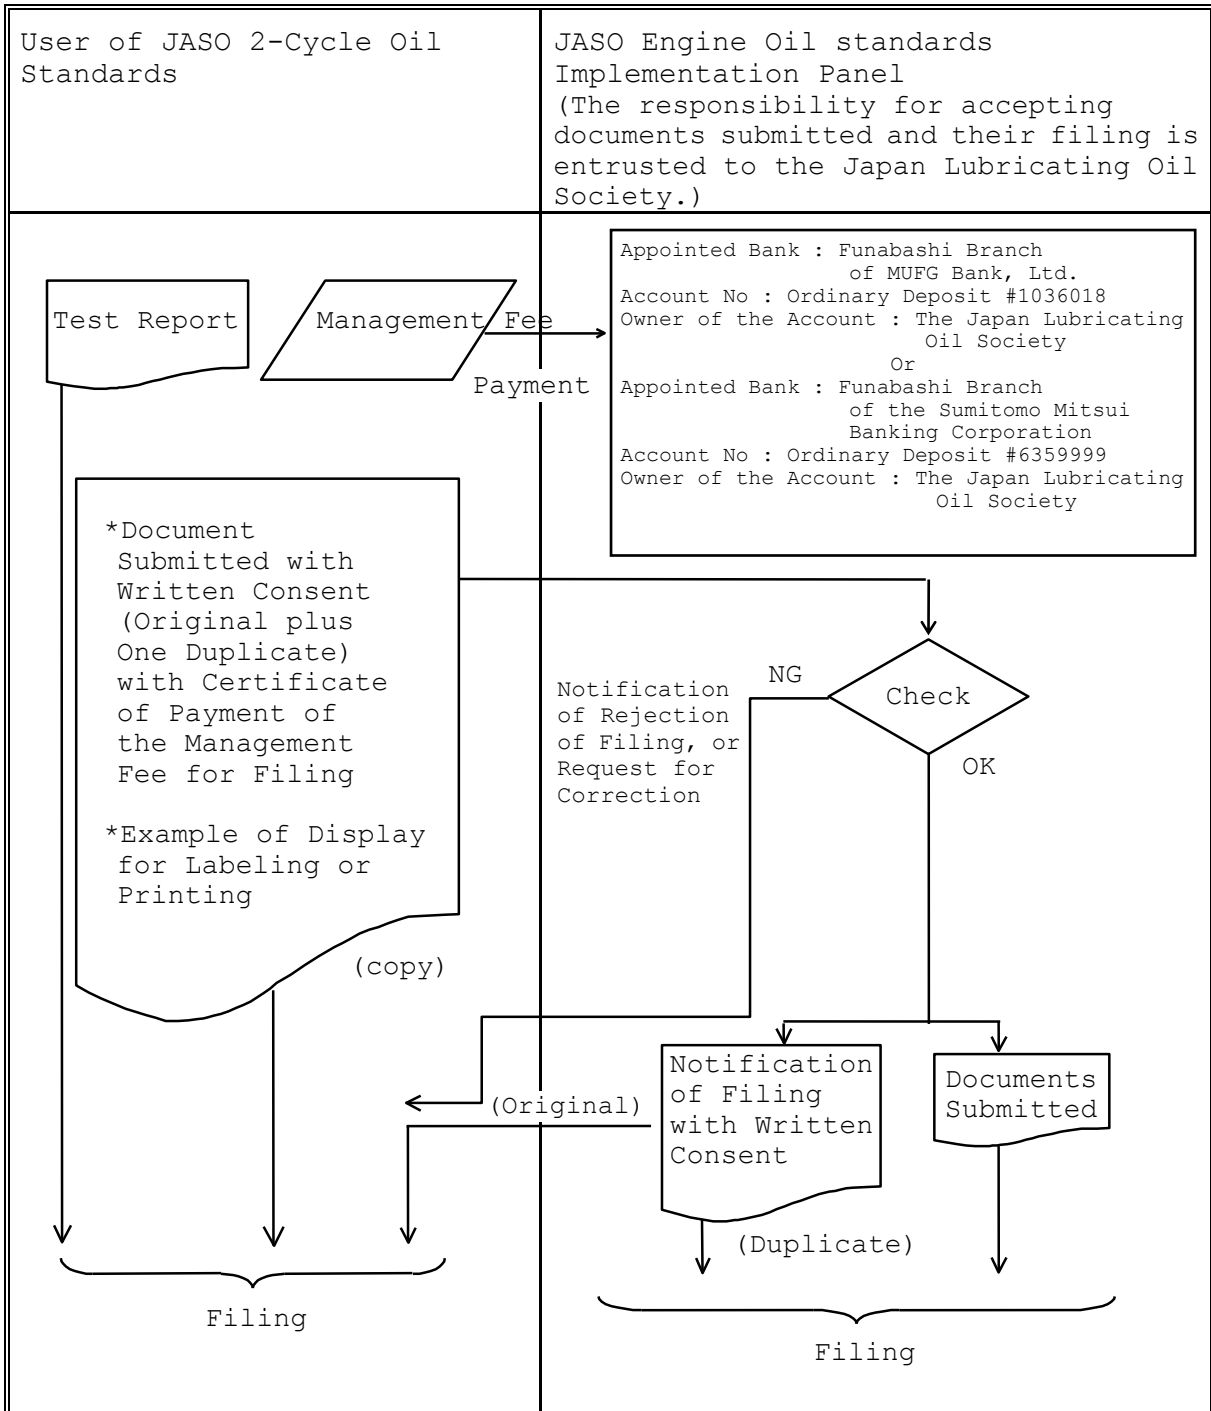 User of JASO 2-Cycle Oil
Standards
JASO Engine Oil standards
Implementation Panel
(The responsibility for accepting
documents submitted and their filing is
entrusted to the Japan Lubricating Oil
Society.)
Test Report
Management Fee
Payment
Appointed Bank : Funabashi Branch
of MUFG Bank, Ltd.
Account No : Ordinary Deposit #1036018
Owner of the Account : The Japan Lubricating
Oil Society
Or
Appointed Bank : Funabashi Branch
of the Sumitomo Mitsui
Banking Corporation
Account No : Ordinary Deposit #6359999
Owner of the Account : The Japan Lubricating
Oil Society
*Document
Submitted with
Written Consent
(Original plus
One Duplicate)
with Certificate
of Payment of
the Management
Fee for Filing
*Example of Display
for Labeling or
Printing
(copy)
Check
NG
OK
Notification
of Rejection
of Filing, or
Request for
Correction
Notification
of Filing
with Written
Consent
Documents
Submitted
(Original)
(Duplicate)
Filing
Filing